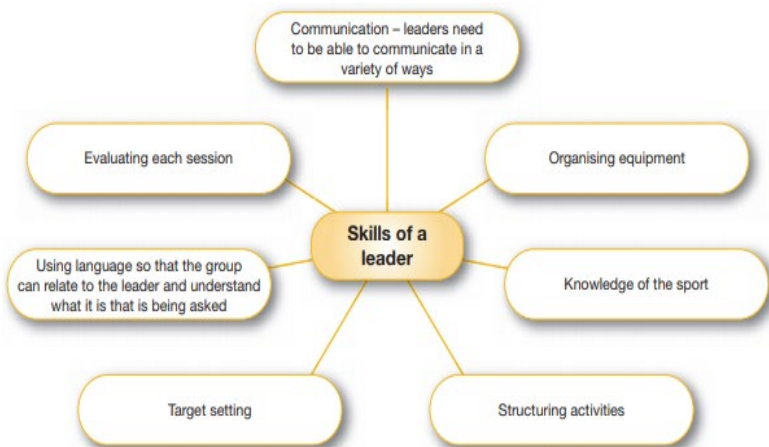 Communication – leaders need
to be able to communicate in a
variety of ways
Evaluating each session
Organising equipment
Skills of a
leader
Using language so that the group
can relate to the leader and understand
what it is that is being asked
Knowledge of the sport
Target setting
Structuring activities